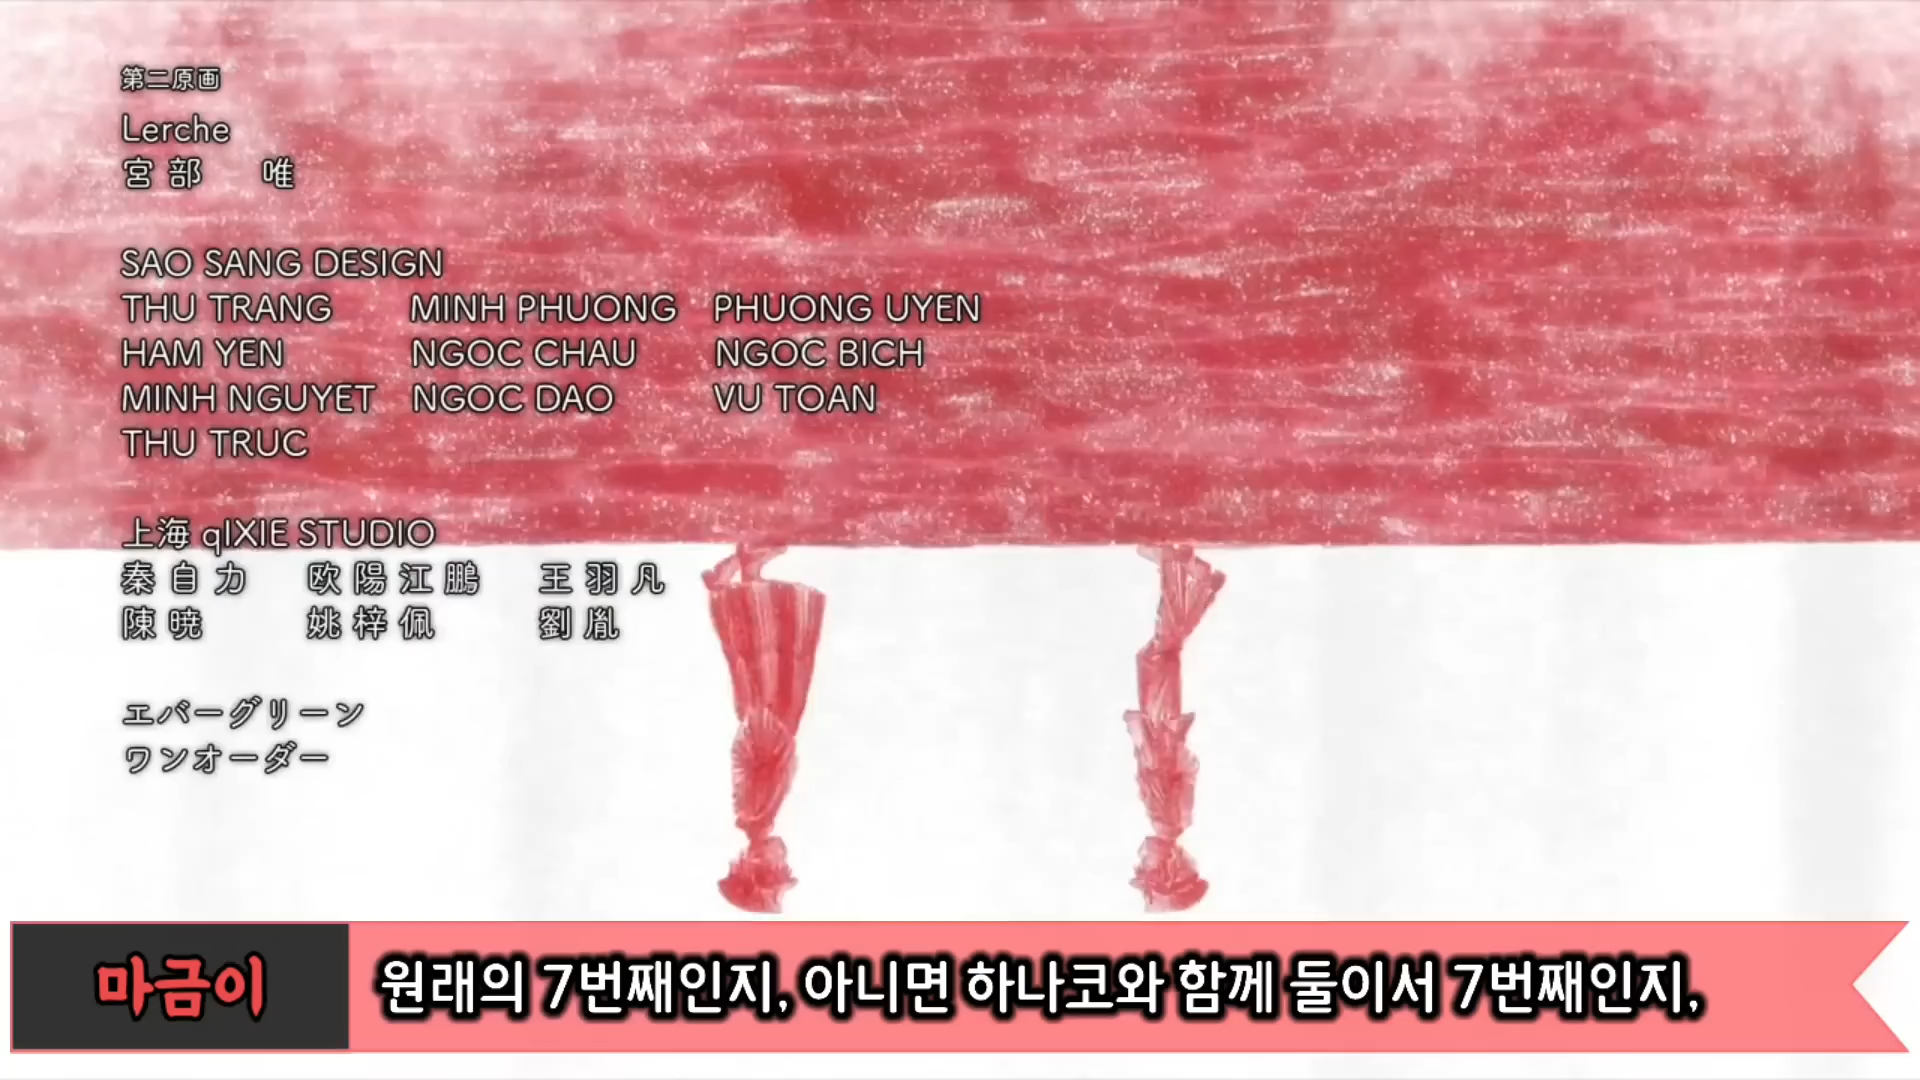 第二原画
Lerche
宮部 唯
SAO SANG DESIGN
THU TRANG MINH PHUONG PHUONG UYEN
HAM YEN NGOC CHAU NGOC BICH
MINH NGUYET NGOC DAO VU TOAN
THU TRUC
上海 qIXIE STUDIO
秦自力 欧陽江鵬 王羽凡
陳暁 姚梓佩 劉胤
エバーグリーン
ワンオーダー
마금이
원래의 7번째인지, 아니면 하나코와 함께 둘이서 7번째인지,